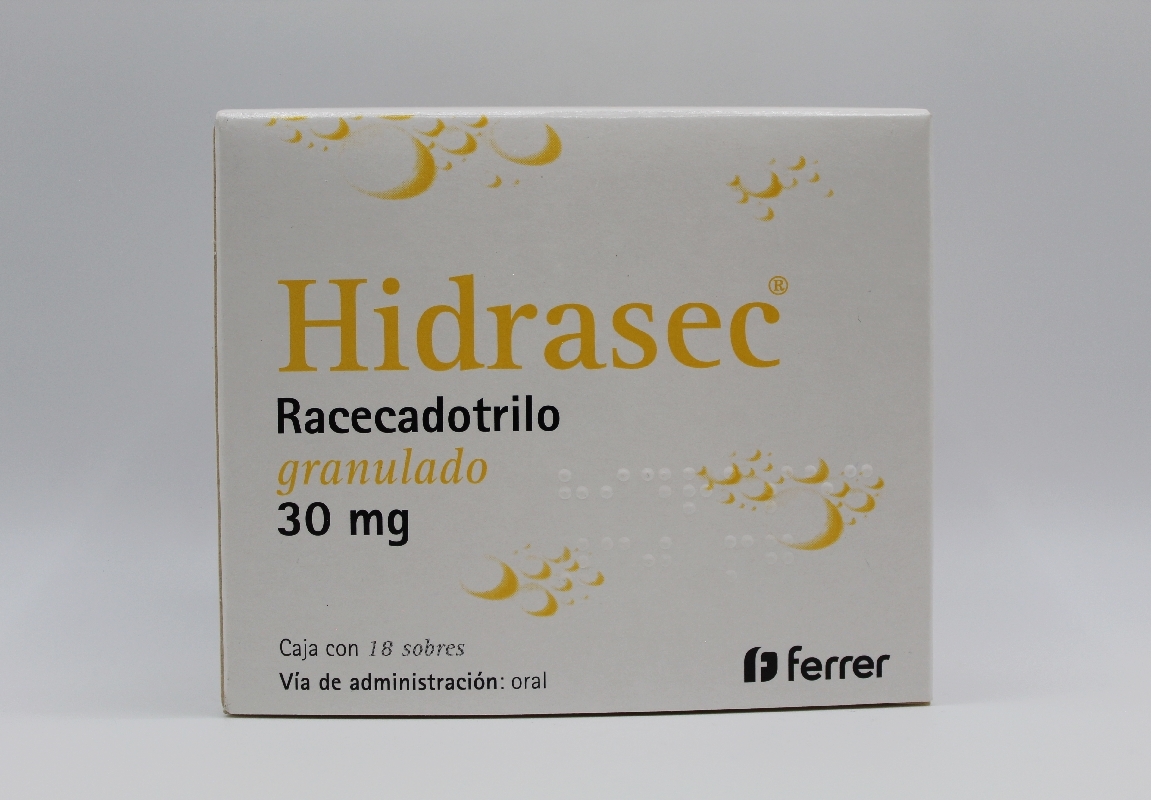 Hidrasec®
Racecadotrilo
granulado
30 mg
Caja con 18 sobres
Vía de administración: oral
ferrer